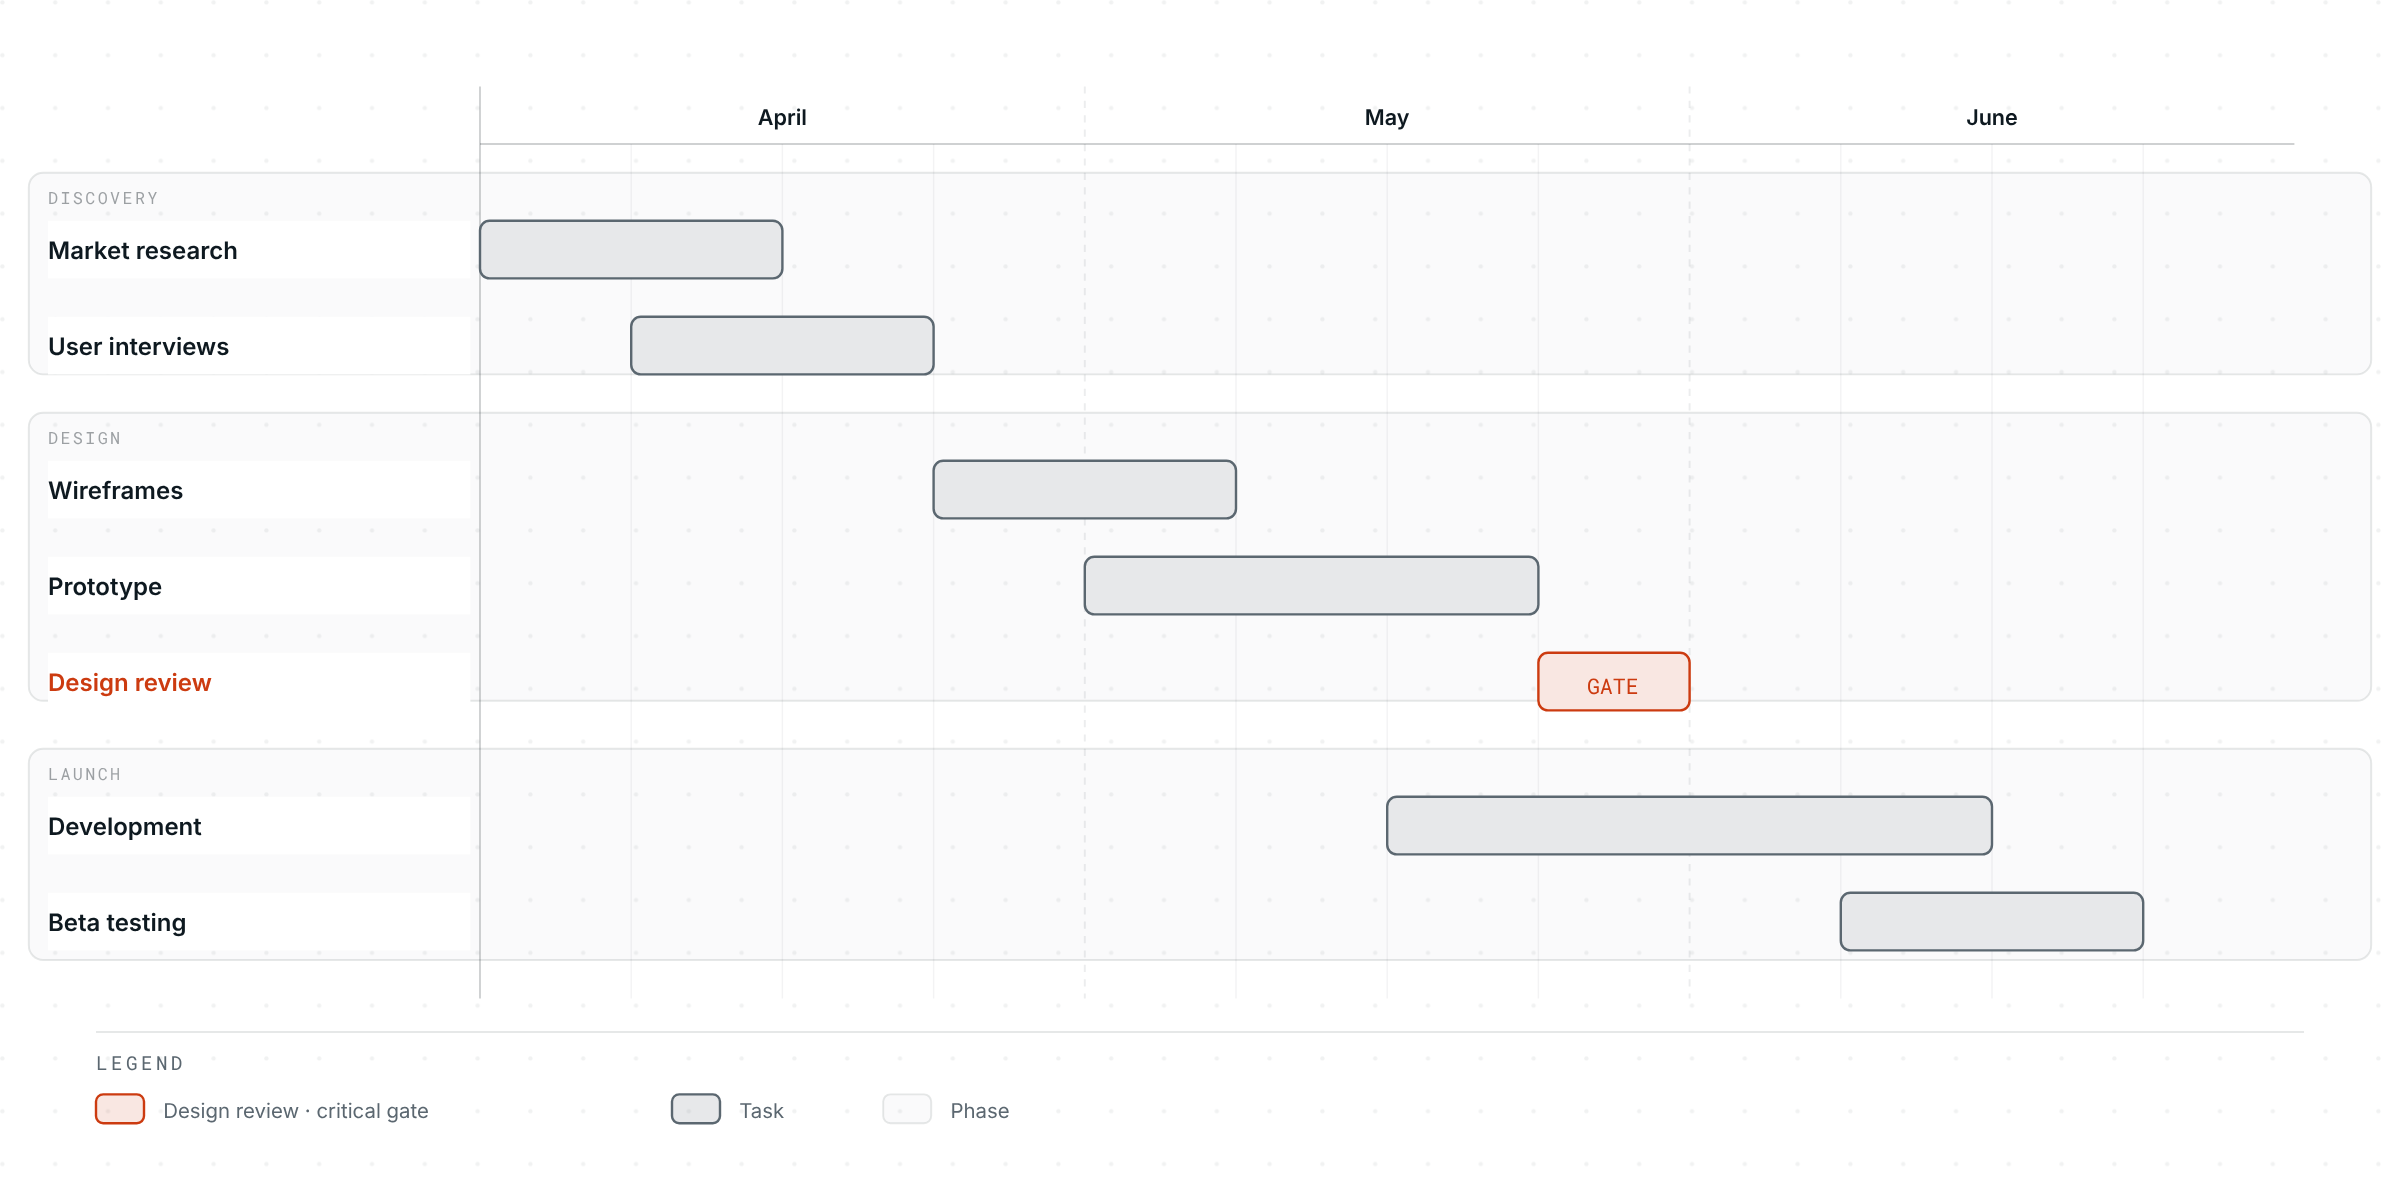 April May June
DISCOVERY
Market research
User interviews
DESIGN
Wireframes
Prototype
Design review GATE
LAUNCH
Development
Beta testing
LEGEND
Design review · critical gate Task Phase